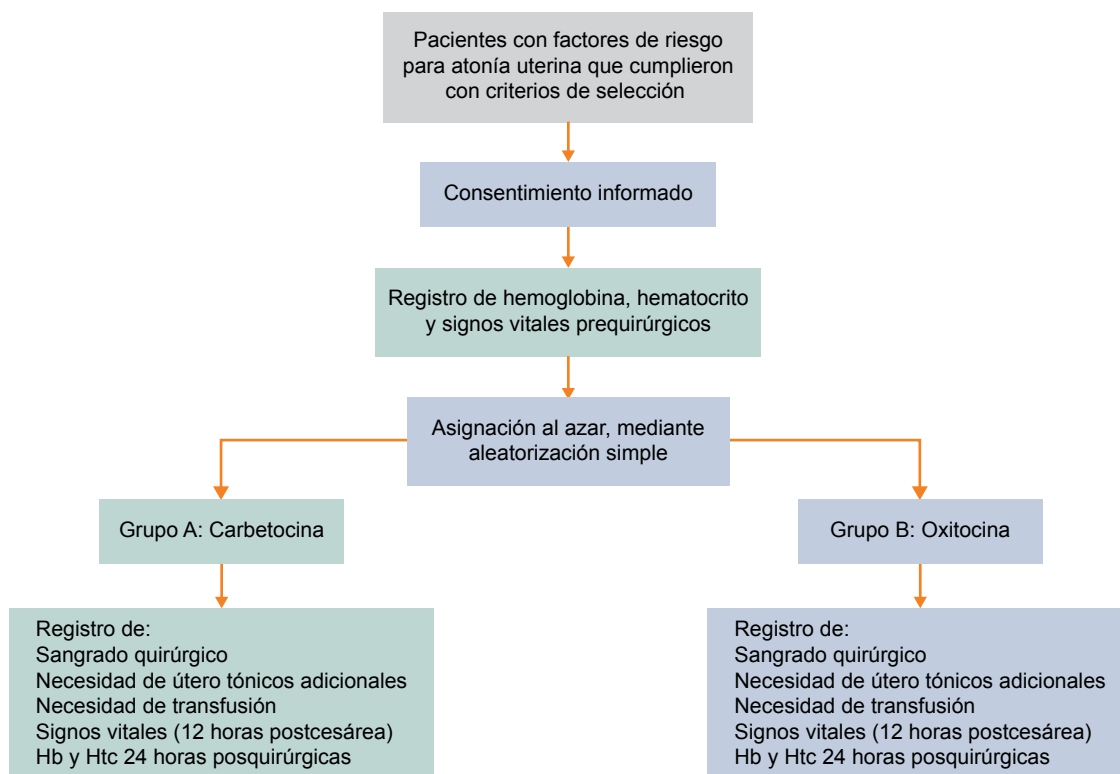 Pacientes con factores de riesgo
para atonía uterina que cumplieron
con criterios de selección
Consentimiento informado
Registro de hemoglobina, hematocrito
y signos vitales prequirúrgicos
Asignación al azar, mediante
aleatorización simple
Grupo A: Carbetocina
Grupo B: Oxitocina
Registro de:
Sangrado quirúrgico
Necesidad de útero tónicos adicionales
Necesidad de transfusión
Signos vitales (12 horas postcesárea)
Hb y Htc 24 horas posquirúrgicas
Registro de:
Sangrado quirúrgico
Necesidad de útero tónicos adicionales
Necesidad de transfusión
Signos vitales (12 horas postcesárea)
Hb y Htc 24 horas posquirúrgicas